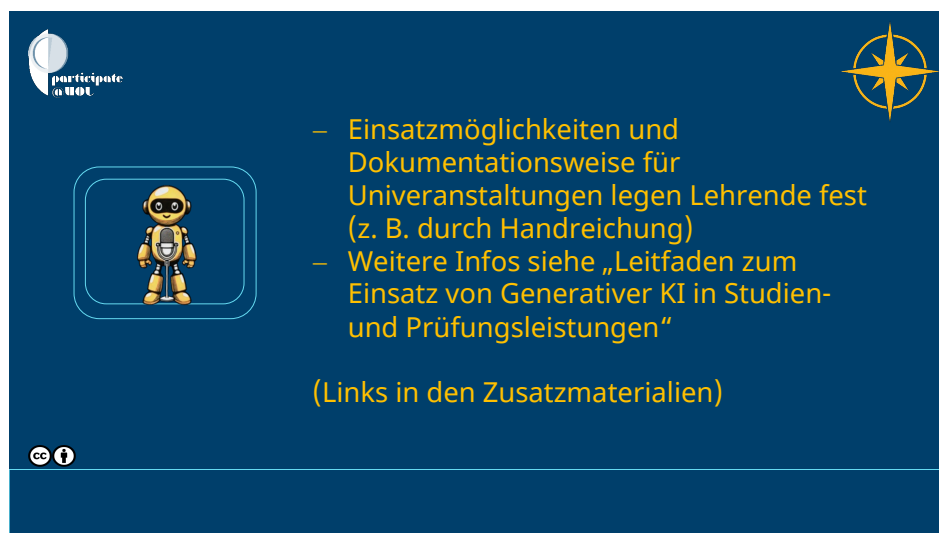 participate
@UOL
– Einsatzmöglichkeiten und
Dokumentationsweise für
Univeranstaltungen legen Lehrende fest
(z. B. durch Handreichung)
– Weitere Infos siehe „Leitfaden zum
Einsatz von Generativer KI in Studien-
und Prüfungsleistungen“
(Links in den Zusatzmaterialien)
cc